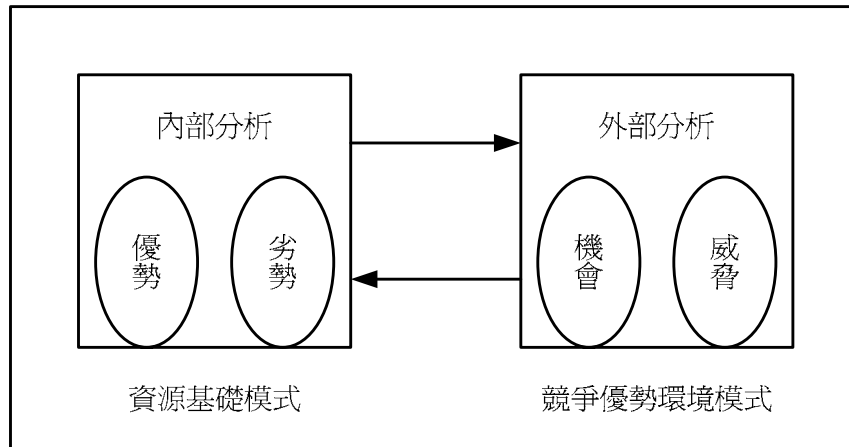 內部分析
優勢
劣勢
資源基礎模式
外部分析
機會
威脅
競爭優勢環境模式